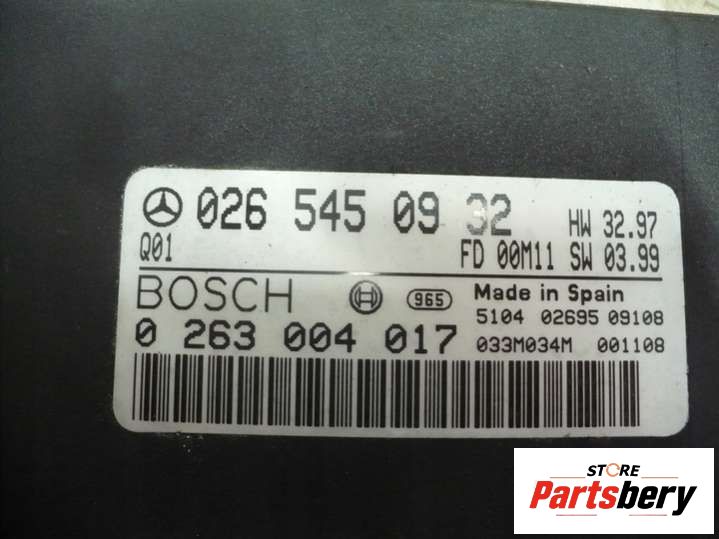 026 545 09 32 HW 32.97
Q01 FD 00M11 SW 03.99
BOSCH 965 Made in Spain
5104 02695 09108
0 263 004 017 033M034M 001108
STORE
Partsbery